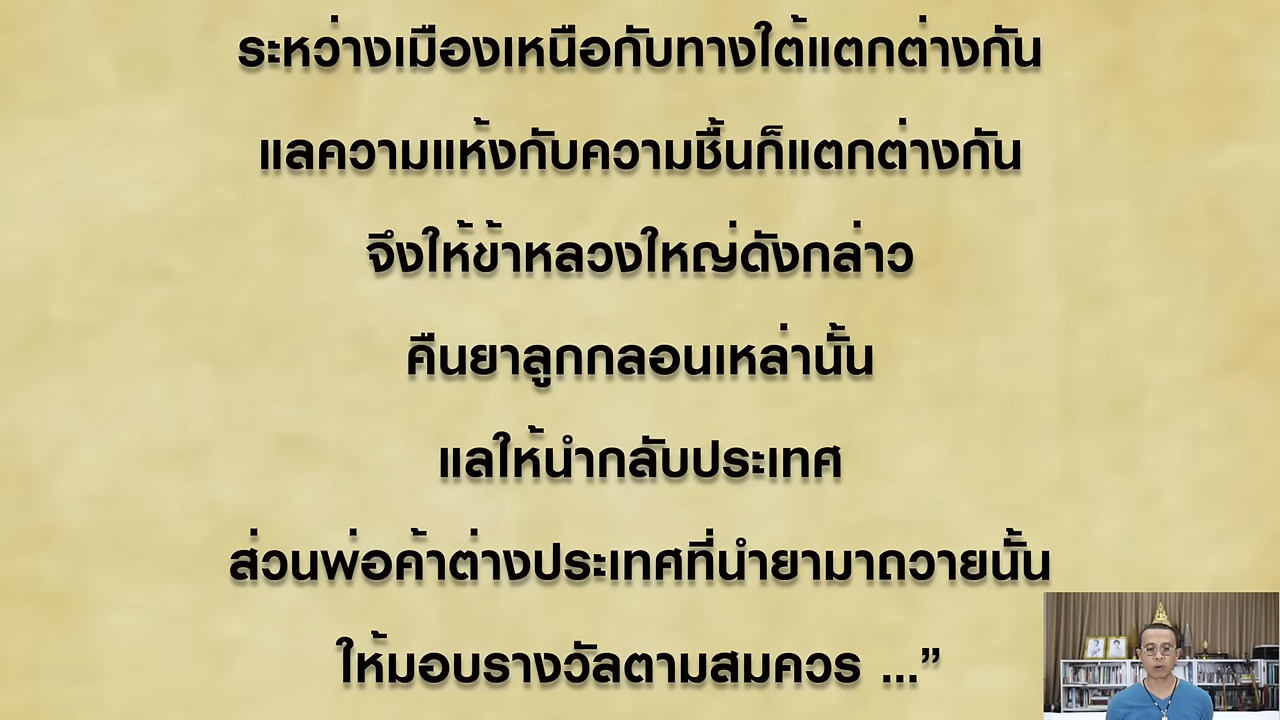 ระหว่างเมืองเหนือกับทางใต้แตกต่างกัน
แลความแห้งกับความชื้นก็แตกต่างกัน
จึงให้ข้าหลวงใหญ่ดังกล่าว
คืนยาลูกกลอนเหล่านั้น
แลให้นำกลับประเทศ
ส่วนพ่อค้าต่างประเทศที่นำยามาถวายนั้น
ให้มอบรางวัลตามสมควร ...”